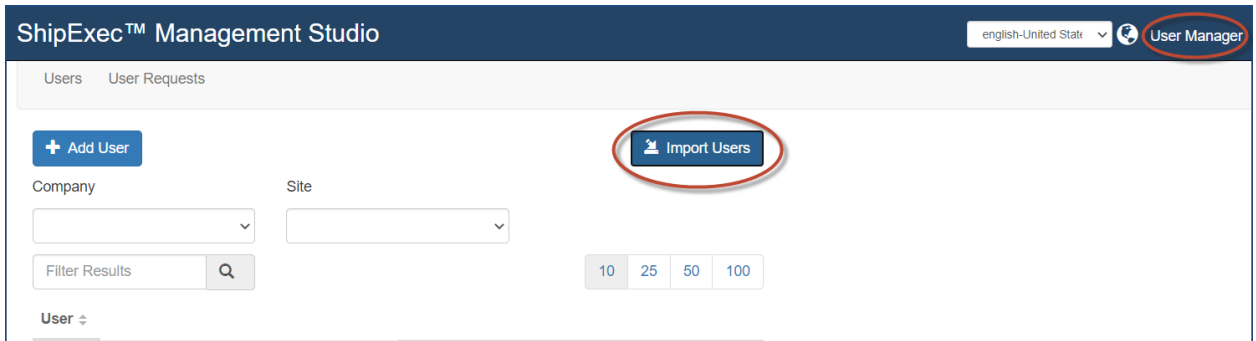 ShipExec™ Management Studio
english-United State
User Manager
Users User Requests
Add User
Import Users
Company Site
Filter Results
10 25 50 100
User